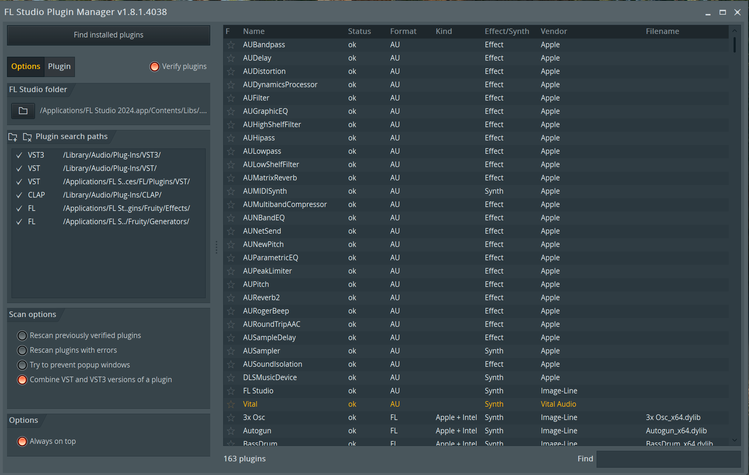 FL Studio Plugin Manager v1.8.1.4038
Find installed plugins
Options Plugin Verify plugins
FL Studio folder
/Applications/FL Studio 2024.app/Contents/Libs/....
Plugin search paths
VST3 /Library/Audio/Plug-Ins/VST3/
VST /Library/Audio/Plug-Ins/VST/
VST /Applications/FL S..ces/FL/Plugins/VST/
CLAP /Library/Audio/Plug-Ins/CLAP/
FL /Applications/FL St..gins/Fruity/Effects/
FL /Applications/FL S../Fruity/Generators/
Scan options
Rescan previously verified plugins
Rescan plugins with errors
Try to prevent popup windows
Combine VST and VST3 versions of a plugin
Options
Always on top
F Name Status Format Kind Effect/Synth Vendor Filename
AUBandpass ok AU Effect Apple
AUDelay ok AU Effect Apple
AUDistortion ok AU Effect Apple
AUDynamicsProcessor ok AU Effect Apple
AUFilter ok AU Effect Apple
AUGraphicEQ ok AU Effect Apple
AUHighShelfFilter ok AU Effect Apple
AUHipass ok AU Effect Apple
AULowpass ok AU Effect Apple
AULowShelfFilter ok AU Effect Apple
AUMatrixReverb ok AU Effect Apple
AUMIDISynth ok AU Synth Apple
AUMultibandCompressor ok AU Effect Apple
AUNBandEQ ok AU Effect Apple
AUNetSend ok AU Effect Apple
AUNewPitch ok AU Effect Apple
AUParametricEQ ok AU Effect Apple
AUPeakLimiter ok AU Effect Apple
AUPitch ok AU Effect Apple
AUReverb2 ok AU Effect Apple
AURogerBeep ok AU Effect Apple
AURoundTripAAC ok AU Effect Apple
AUSampleDelay ok AU Effect Apple
AUSampler ok AU Synth Apple
AUSoundIsolation ok AU Effect Apple
DLSMusicDevice ok AU Synth Apple
FL Studio ok AU Synth Image-Line
Vital ok AU Synth Vital Audio
3x Osc ok FL Apple + Intel Synth Image-Line 3x Osc_x64.dylib
Autogun ok FL Apple + Intel Synth Image-Line Autogun_x64.dylib
BassDrum ok FL Apple + Intel Synth Image-Line BassDrum_x64.dylib
163 plugins Find